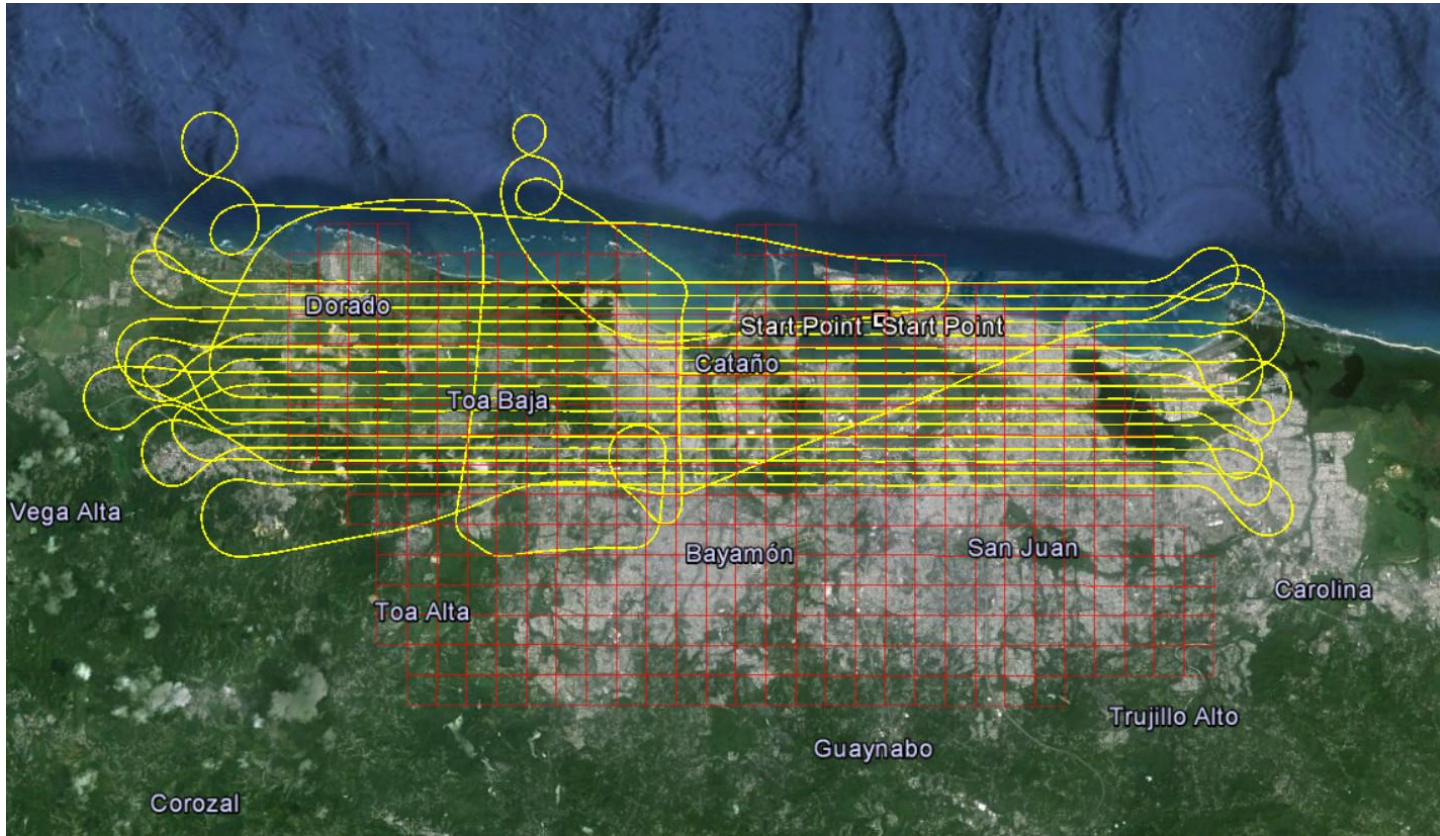 Dorado
Start Point Start Point
Cataño
Toa Baja
Vega Alta
San Juan
Bayamón
Carolina
Toa Alta
Trujillo Alto
Guaynabo
Corozal